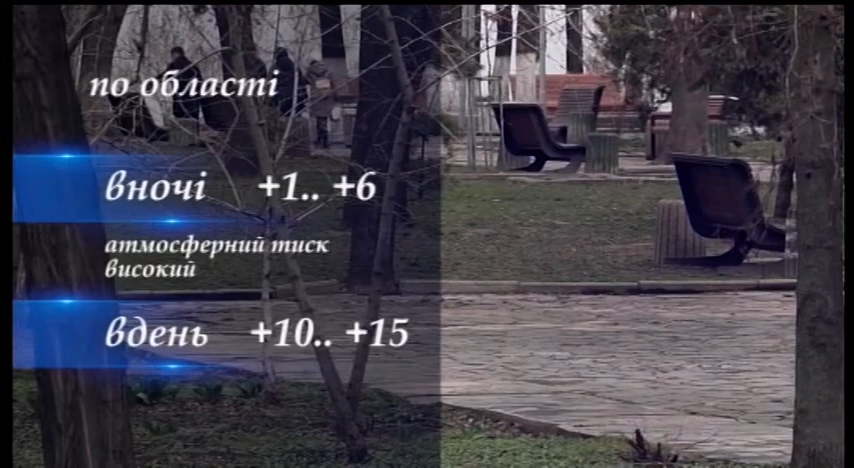 по області
вночі +1.. +6
атмосферний тиск
високий
вдень +10.. +15